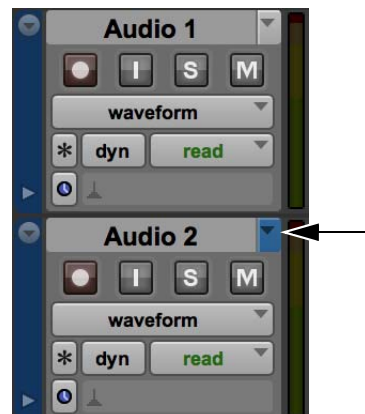 Audio 1
I S M
waveform
* dyn read
Audio 2
I S M
waveform
* dyn read